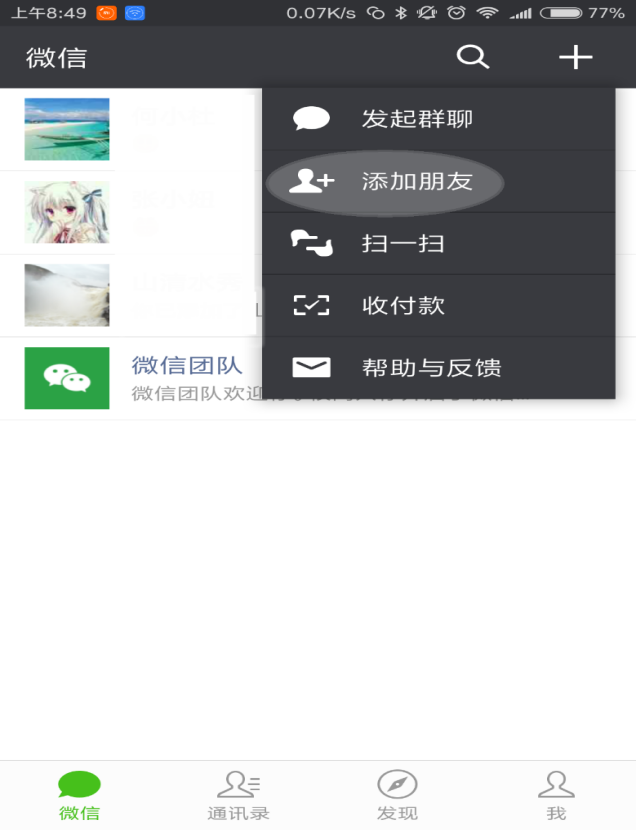 上午8:49
0.07K/s
77%
微信
发起群聊
添加朋友
扫一扫
收付款
帮助与反馈
微信团队
微信团队欢迎
微信
通讯录
发现
我